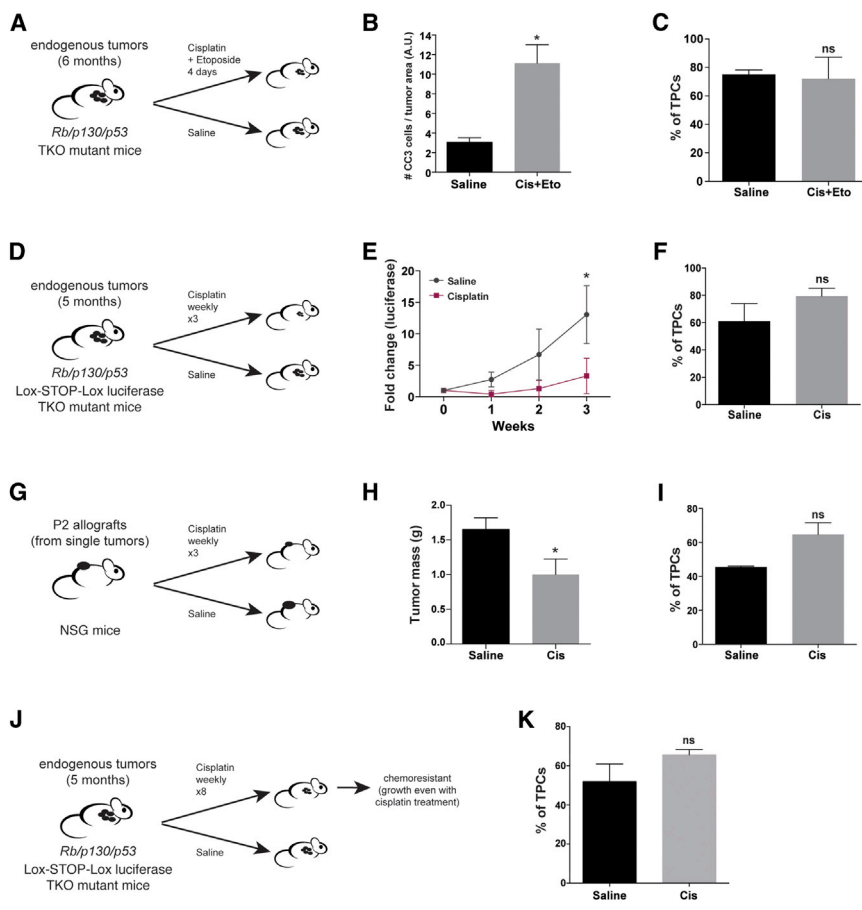 A
endogenous tumors
(6 months)
Rb/p130/p53
TKO mutant mice
Cisplatin
+ Etoposide
4 days
Saline
B
# CC3 cells / tumor area (A.U.)
14
12
10
8
6
4
2
0
*
Saline Cis+Eto
C
% of TPCs
100
80
60
40
20
0
ns
Saline Cis+Eto
D
endogenous tumors
(5 months)
Rb/p130/p53
Lox-STOP-Lox luciferase
TKO mutant mice
Cisplatin
weekly
x3
Saline
E
Fold change (luciferase)
20
15
10
5
0
Saline
Cisplatin
*
0 1 2 3
Weeks
F
% of TPCs
100
80
60
40
20
0
ns
Saline Cis
G
P2 allografts
(from single tumors)
NSG mice
Cisplatin
weekly
x3
Saline
H
Tumor mass (g)
2.0
1.5
1.0
0.5
0.0
*
Saline Cis
I
% of TPCs
80
60
40
20
0
ns
Saline Cis
J
endogenous tumors
(5 months)
Rb/p130/p53
Lox-STOP-Lox luciferase
TKO mutant mice
Cisplatin
weekly
x8
Saline
chemoresistant
(growth even with
cisplatin treatment)
K
% of TPCs
80
60
40
20
0
ns
Saline Cis